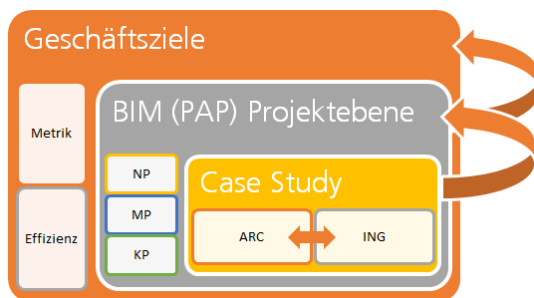 Geschäftsziele
Metrik
Effizienz
BIM (PAP) Projektebene
NP
MP
KP
Case Study
ARC
ING